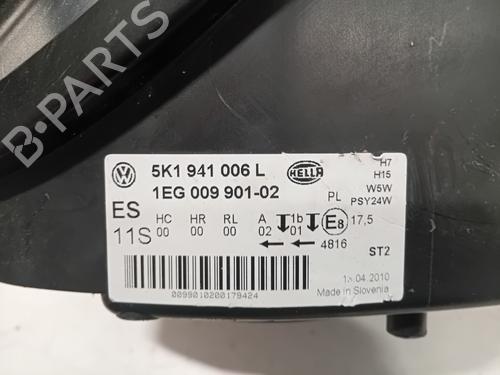 B-PARTS
5K1 941 006 L
HELLA
1EG 009 901-02
H7
H15
W5W
PSY24W
PL
ES
11S
HC HR RL A 1b
00 00 00 02 01
E8 17,5
4816
ST2
0099010200179424
.04.2010
Made in Slovenia